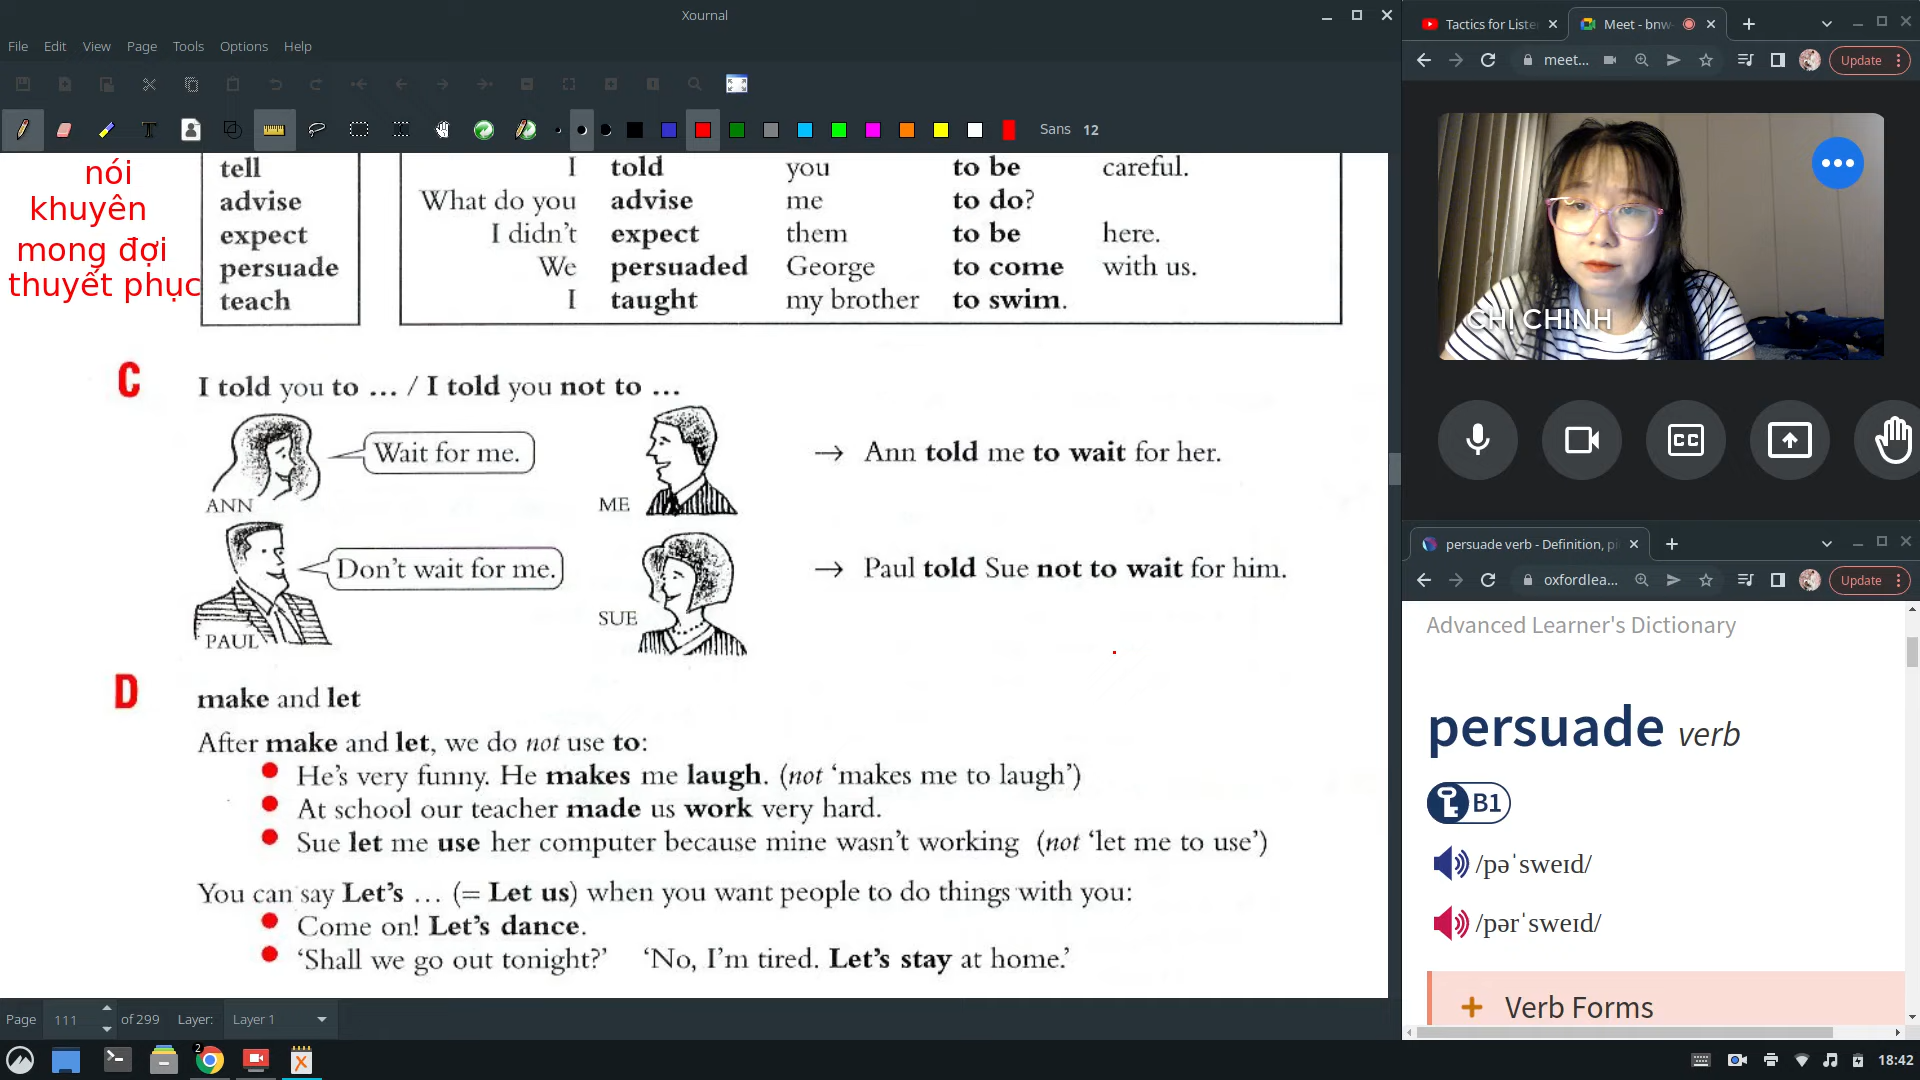 Xournal
File Edit View Page Tools Options Help
Sans 12
nói
khuyên
mong đợi
thuyết phục
tell
advise
expect
persuade
teach
I told you to be careful.
What do you advise me to do?
I didn't expect them to be here.
We persuaded George to come with us.
I taught my brother to swim.
C
I told you to ... / I told you not to ...
Wait for me.
ANN
ME
→ Ann told me to wait for her.
Don't wait for me.
PAUL
SUE
→ Paul told Sue not to wait for him.
D
make and let
After make and let, we do not use to:
He's very funny. He makes me laugh. (not 'makes me to laugh')
At school our teacher made us work very hard.
Sue let me use her computer because mine wasn't working (not 'let me to use')
You can say Let's ... (= Let us) when you want people to do things with you:
Come on! Let's dance.
'Shall we go out tonight?' 'No, I'm tired. Let's stay at home.'
Page 111 of 299 Layer: Layer 1
Tactics for Liste
Meet - bnw-
meet...
Update
CHỊ CHINH
CC
persuade verb - Definition, pi
oxfordlea...
Update
Advanced Learner's Dictionary
persuade verb
B1
/pəˈsweɪd/
/pərˈsweɪd/
+ Verb Forms
2
18:42